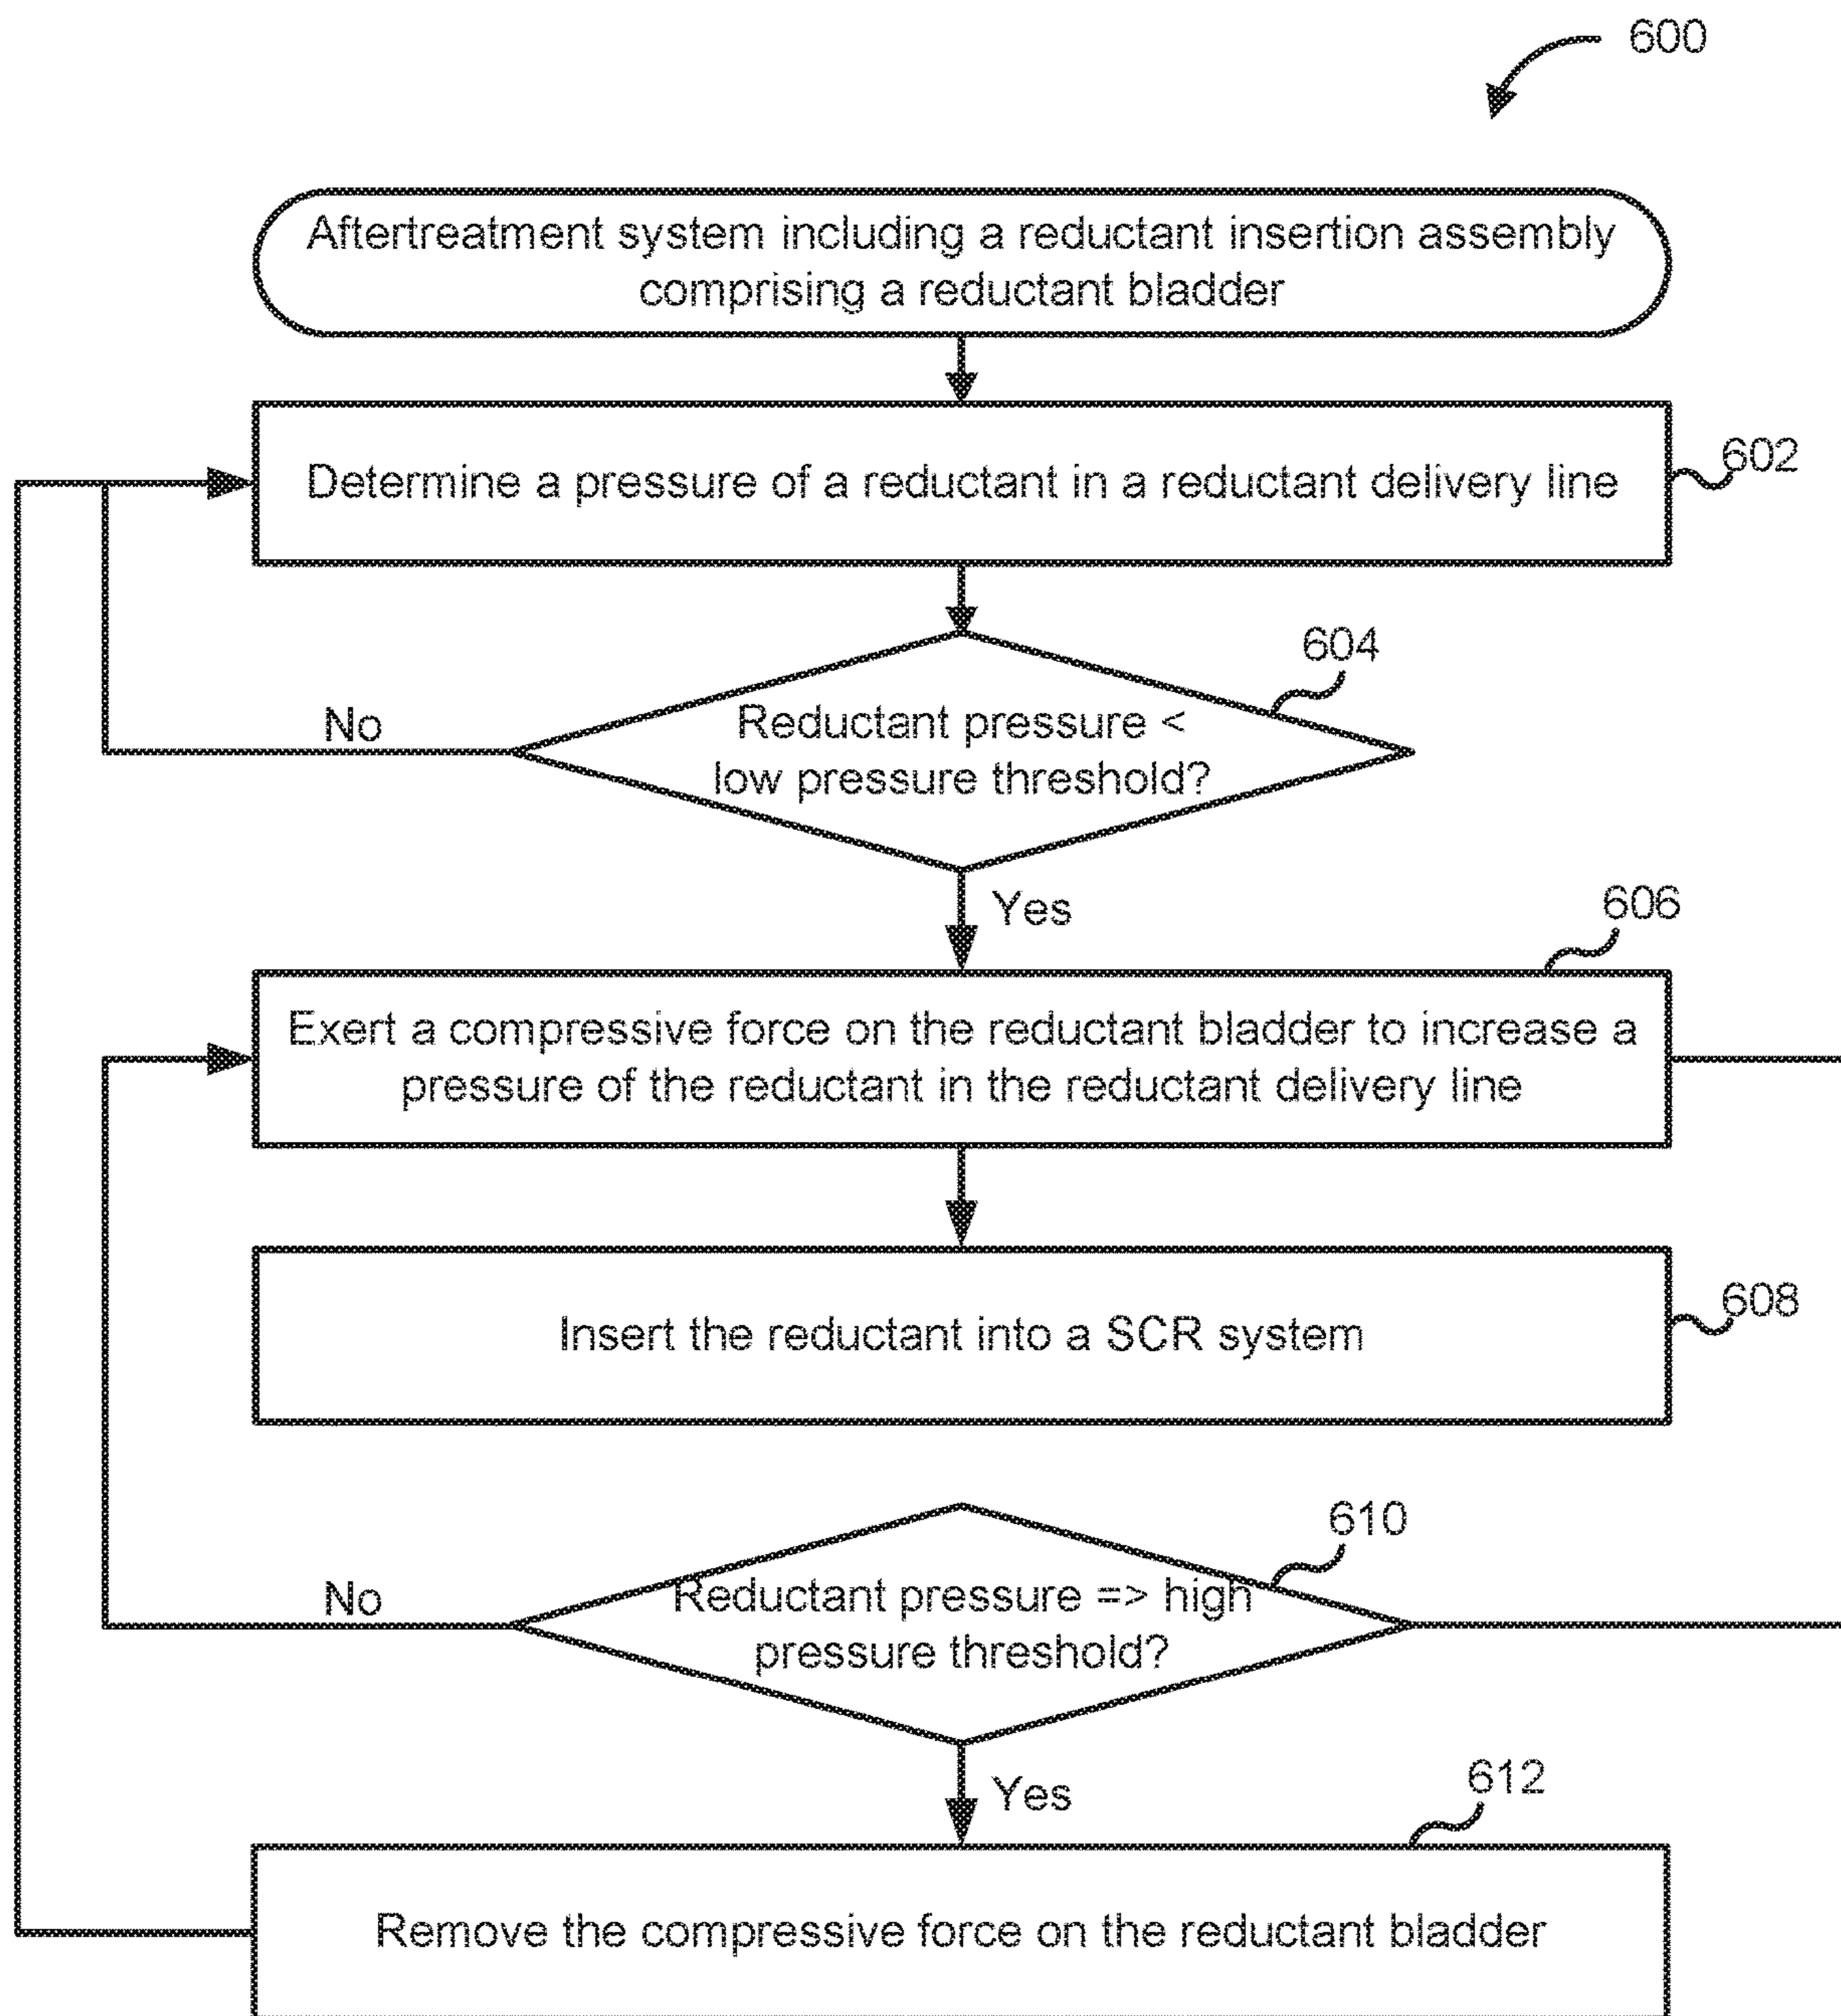 600
Aftertreatment system including a reductant insertion assembly
comprising a reductant bladder
Determine a pressure of a reductant in a reductant delivery line
602
604
Reductant pressure <
low pressure threshold?
No
Yes
606
Exert a compressive force on the reductant bladder to increase a
pressure of the reductant in the reductant delivery line
Insert the reductant into a SCR system
608
610
Reductant pressure => high
pressure threshold?
No
Yes
612
Remove the compressive force on the reductant bladder